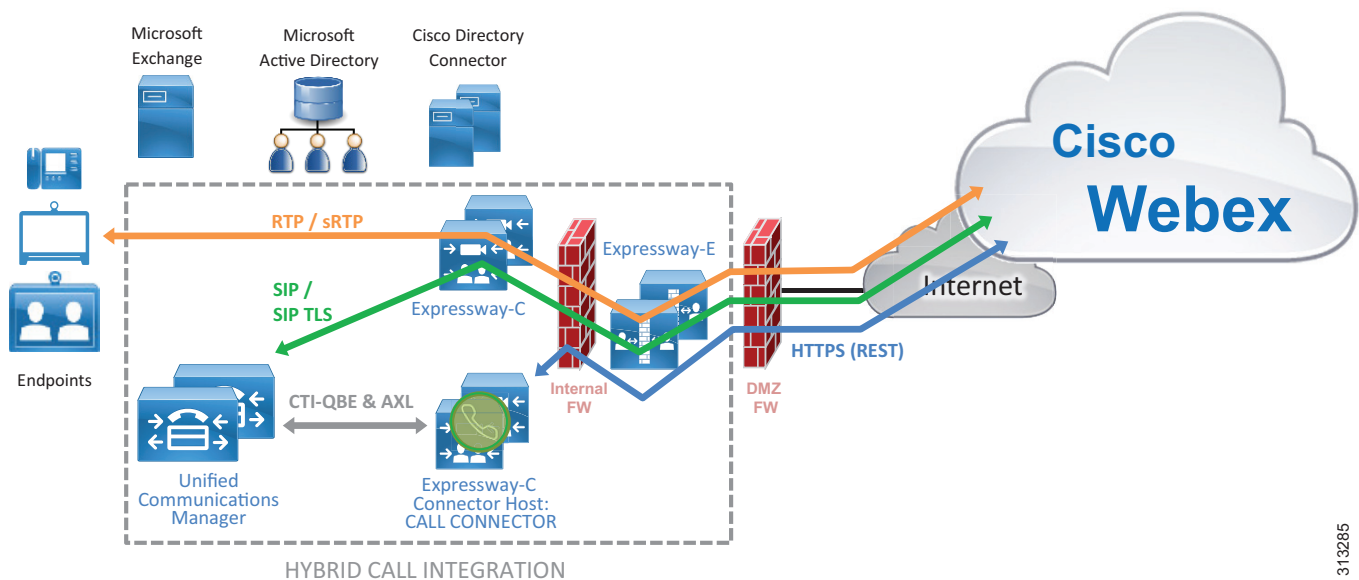 Microsoft
Exchange
Microsoft
Active Directory
Cisco Directory
Connector
Cisco
Webex
Internet
RTP / sRTP
Expressway-E
Expressway-C
SIP /
SIP TLS
HTTPS (REST)
Endpoints
Internal
FW
DMZ
FW
CTI-QBE & AXL
Unified
Communications
Manager
Expressway-C
Connector Host:
CALL CONNECTOR
HYBRID CALL INTEGRATION
313285